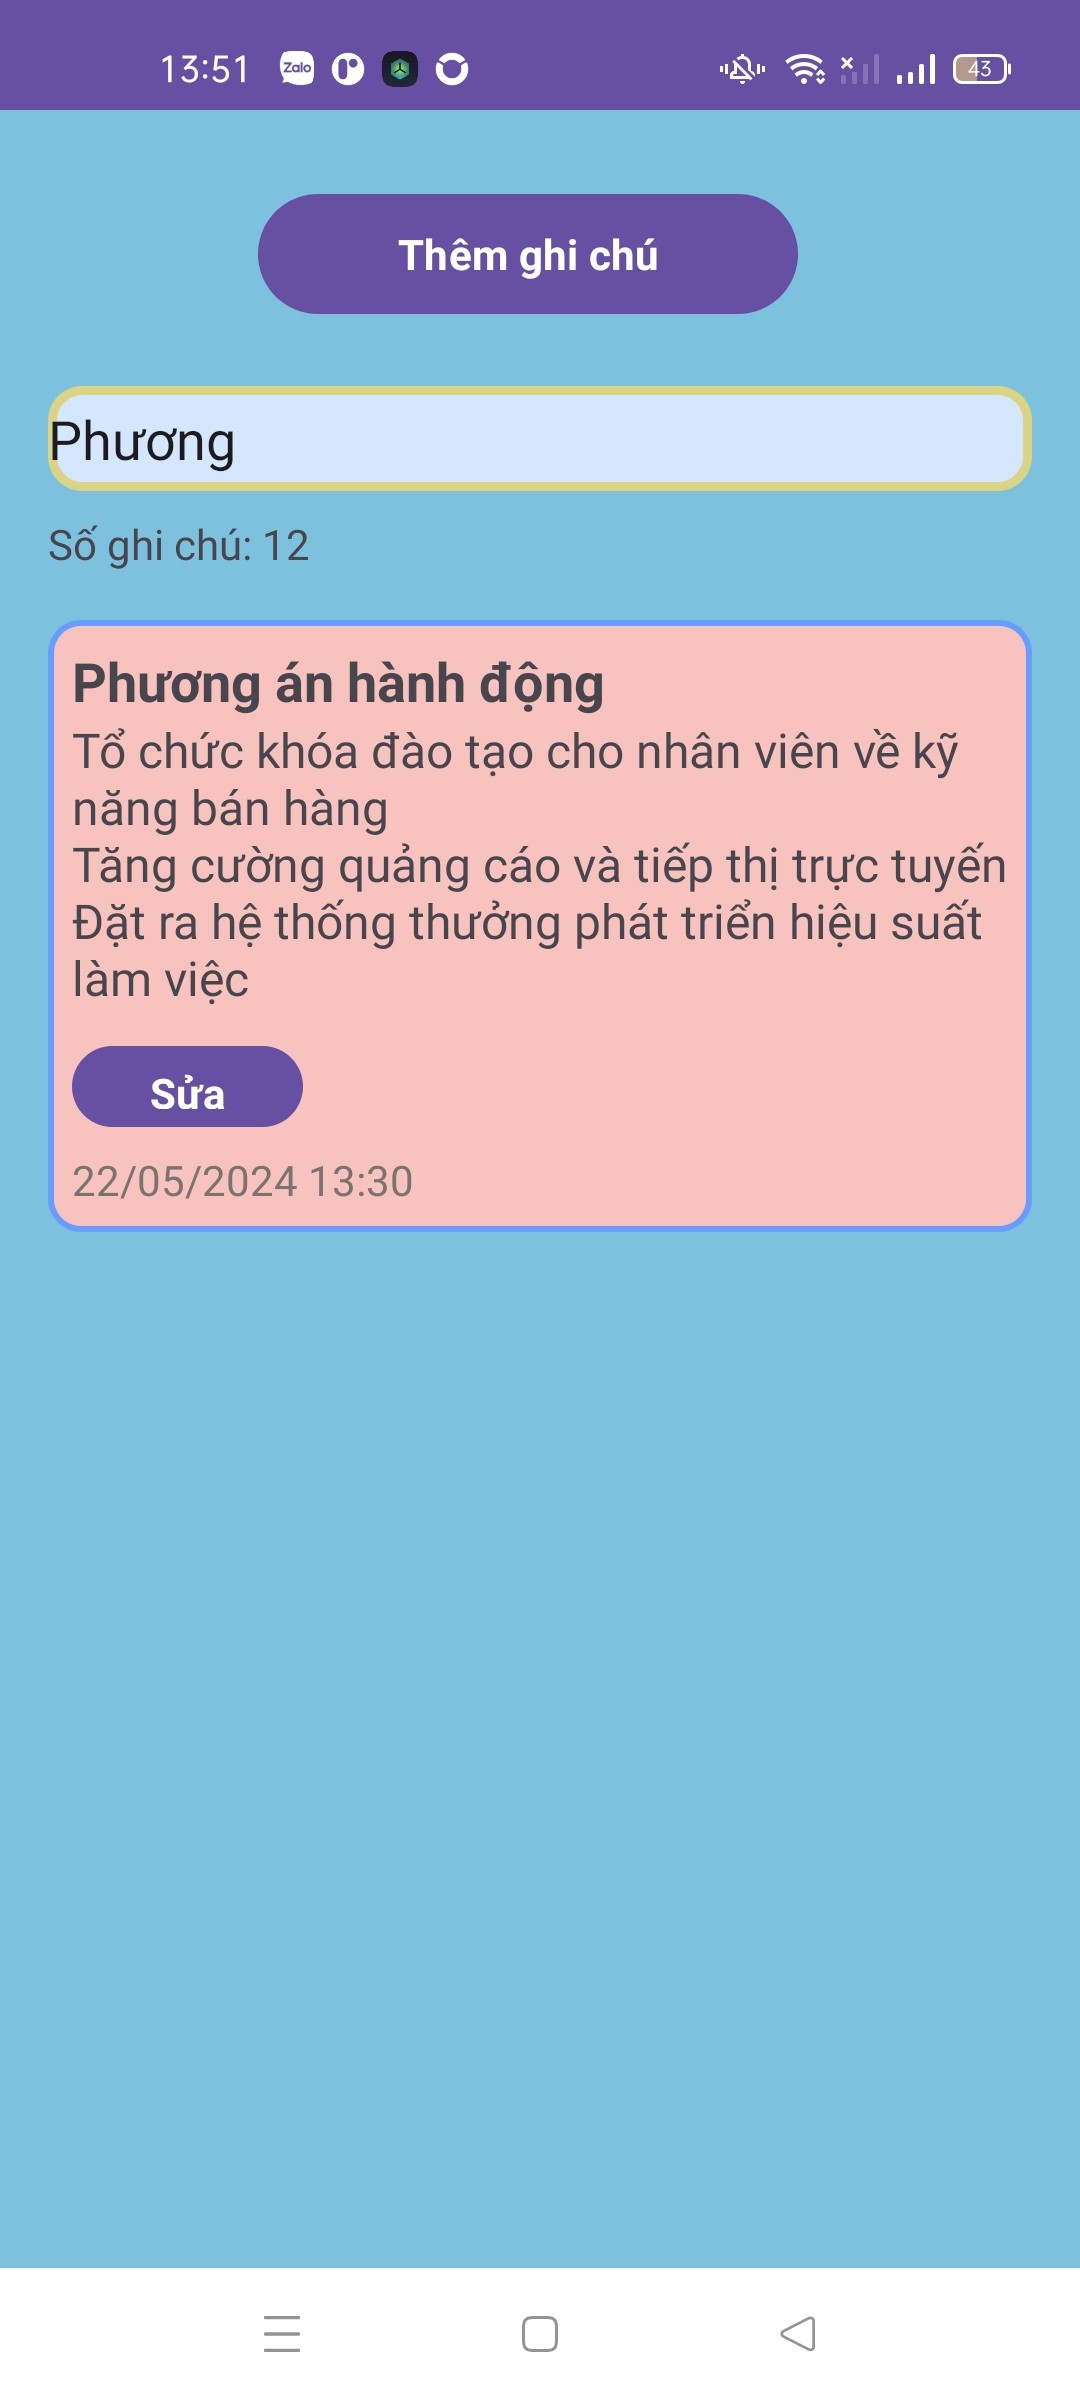 13:51
Zalo
43
Thêm ghi chú
Phương
Số ghi chú: 12
Phương án hành động
Tổ chức khóa đào tạo cho nhân viên về kỹ
năng bán hàng
Tăng cường quảng cáo và tiếp thị trực tuyến
Đặt ra hệ thống thưởng phát triển hiệu suất
làm việc
Sửa
22/05/2024 13:30